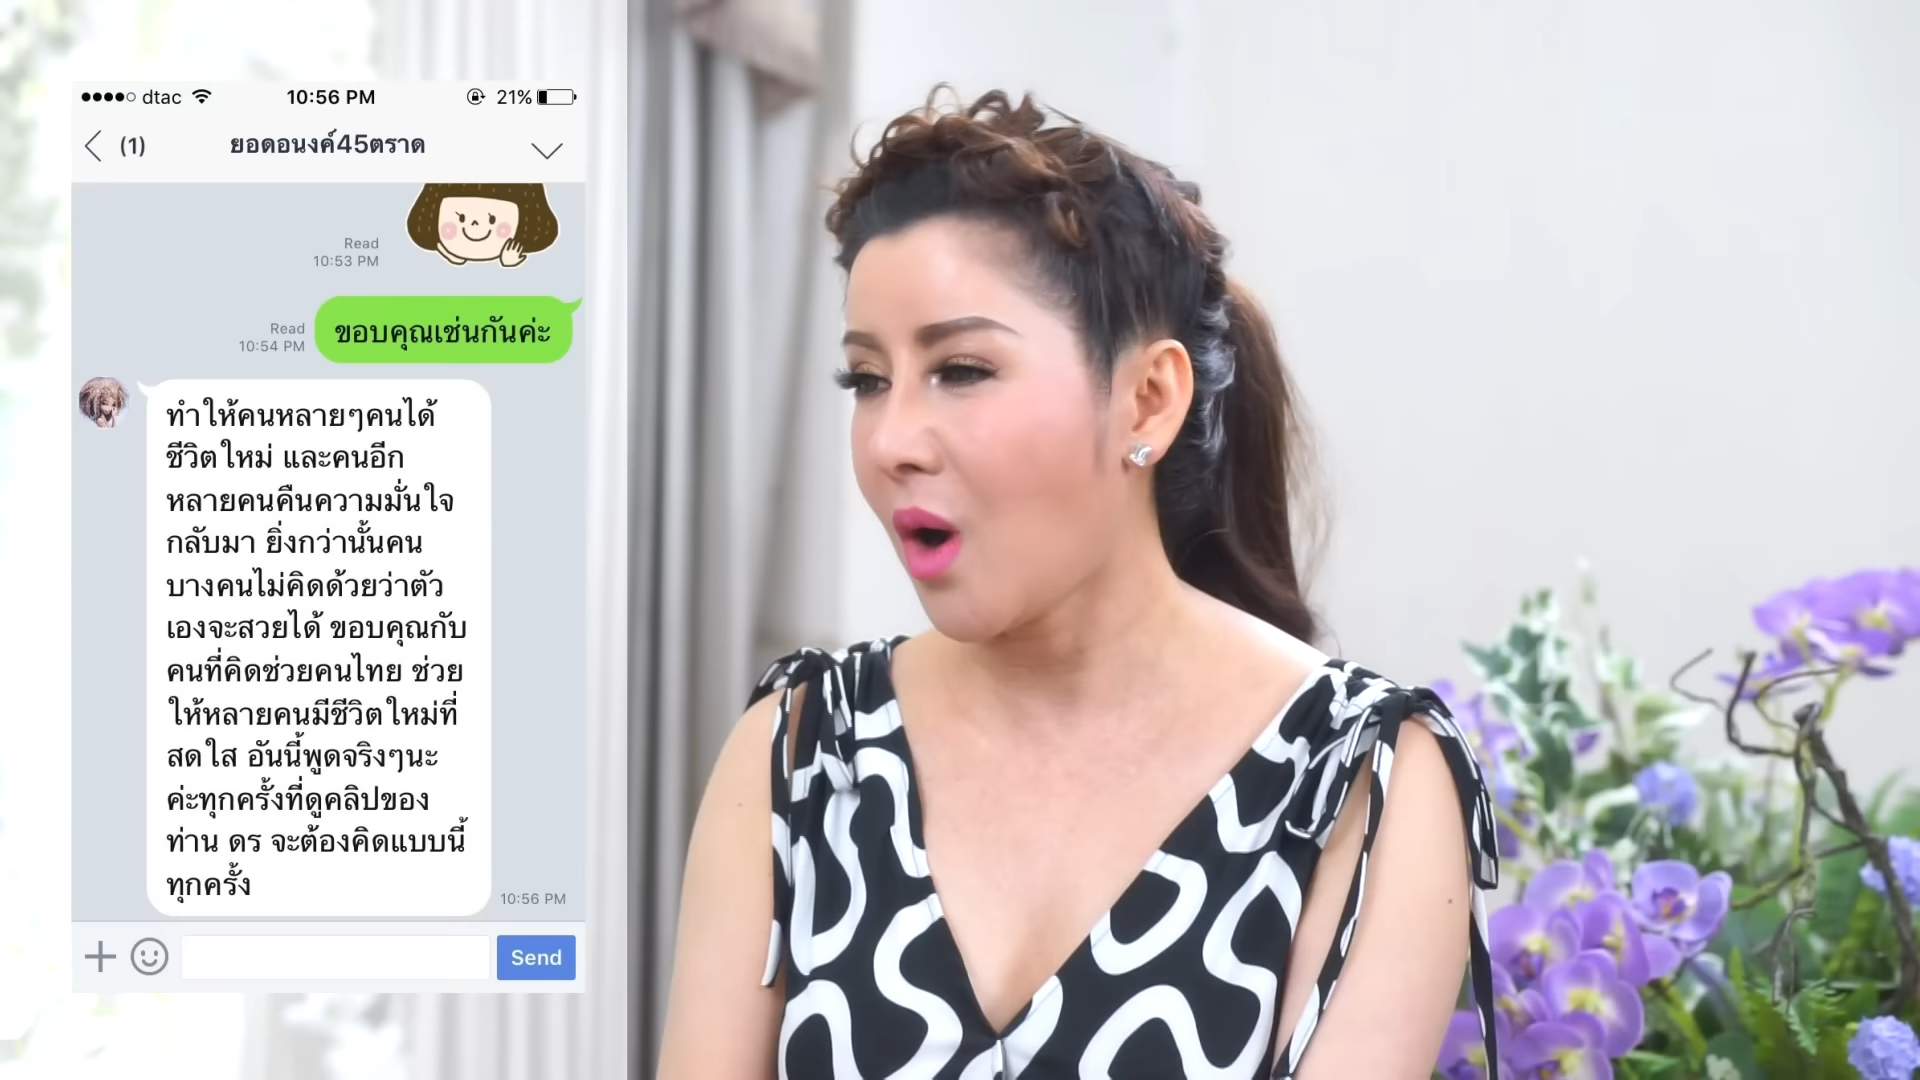 dtac 10:56 PM 21%
(1) ยอดอนงค์45ตราด
Read
10:53 PM
Read
10:54 PM
ขอบคุณเช่นกันค่ะ
ทำให้คนหลายๆคนได้
ชีวิตใหม่ และคนอีก
หลายคนคืนความมั่นใจ
กลับมา ยิ่งกว่านั้นคน
บางคนไม่คิดด้วยว่าตัว
เองจะสวยได้ ขอบคุณกับ
คนที่คิดช่วยคนไทย ช่วย
ให้หลายคนมีชีวิตใหม่ที่
สดใส อันนี้พูดจริงๆนะ
ค่ะทุกครั้งที่ดูคลิปของ
ท่าน ดร จะต้องคิดแบบนี้
ทุกครั้ง
10:56 PM
Send